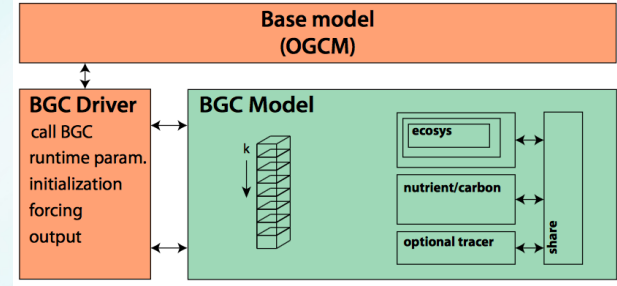 Base model
(OGCM)
BGC Driver
call BGC
runtime param.
initialization
forcing
output
BGC Model
k
ecosys
nutrient/carbon
optional tracer
share